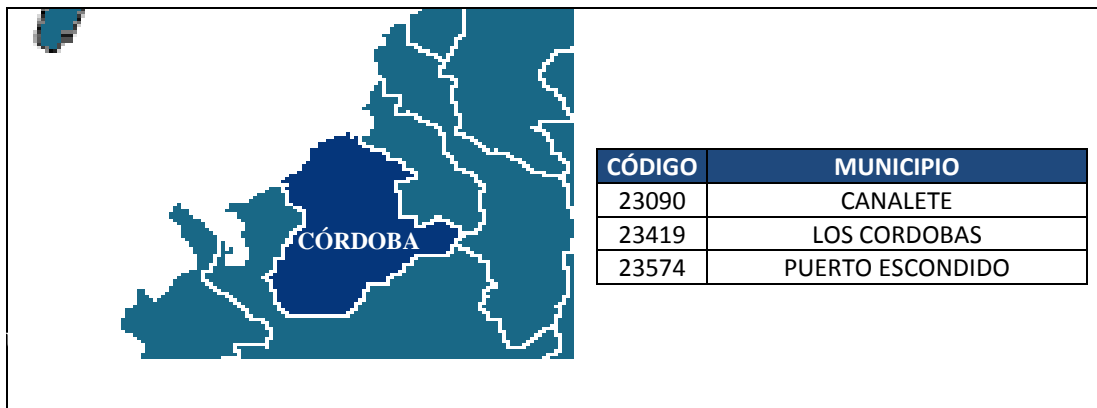 CÓRDOBA
CÓDIGO MUNICIPIO
23090 CANALETE
23419 LOS CORDOBAS
23574 PUERTO ESCONDIDO